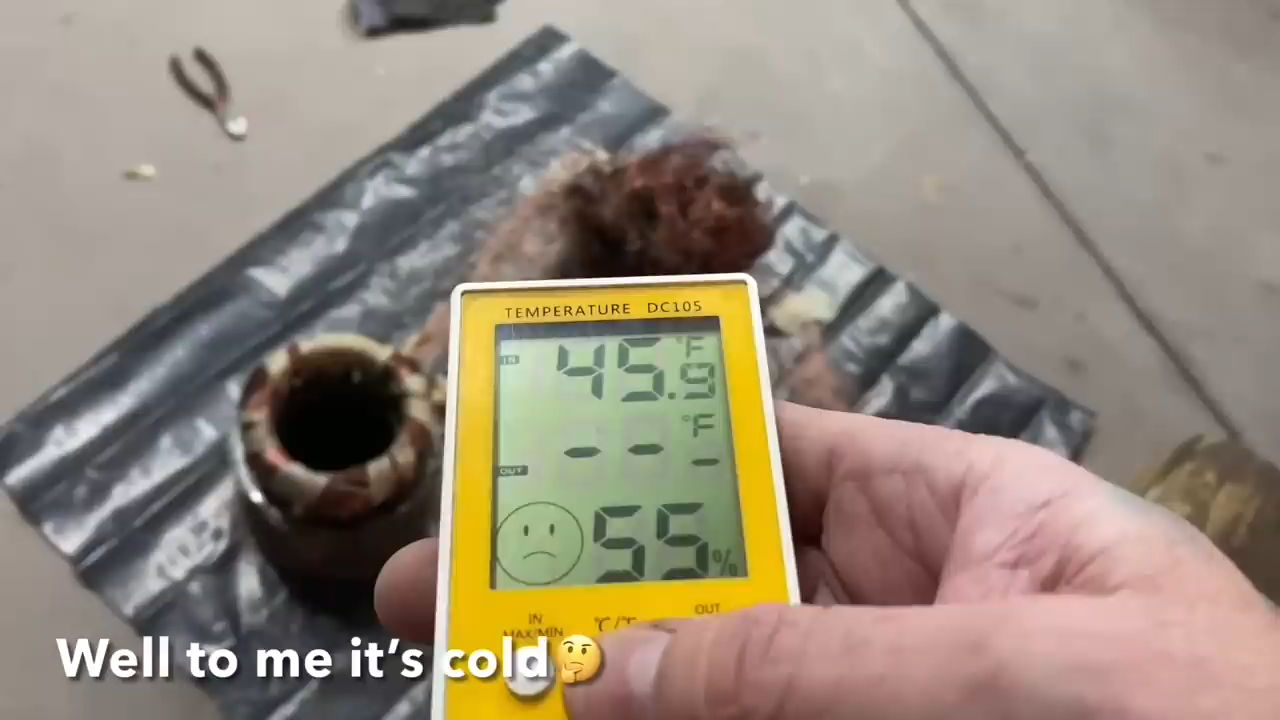 TEMPERATURE DC105
IN 45.9 °F
°F
OUT -- -
55 %
IN OUT
MAX/MIN °C/°F
Well to me it’s cold🤔